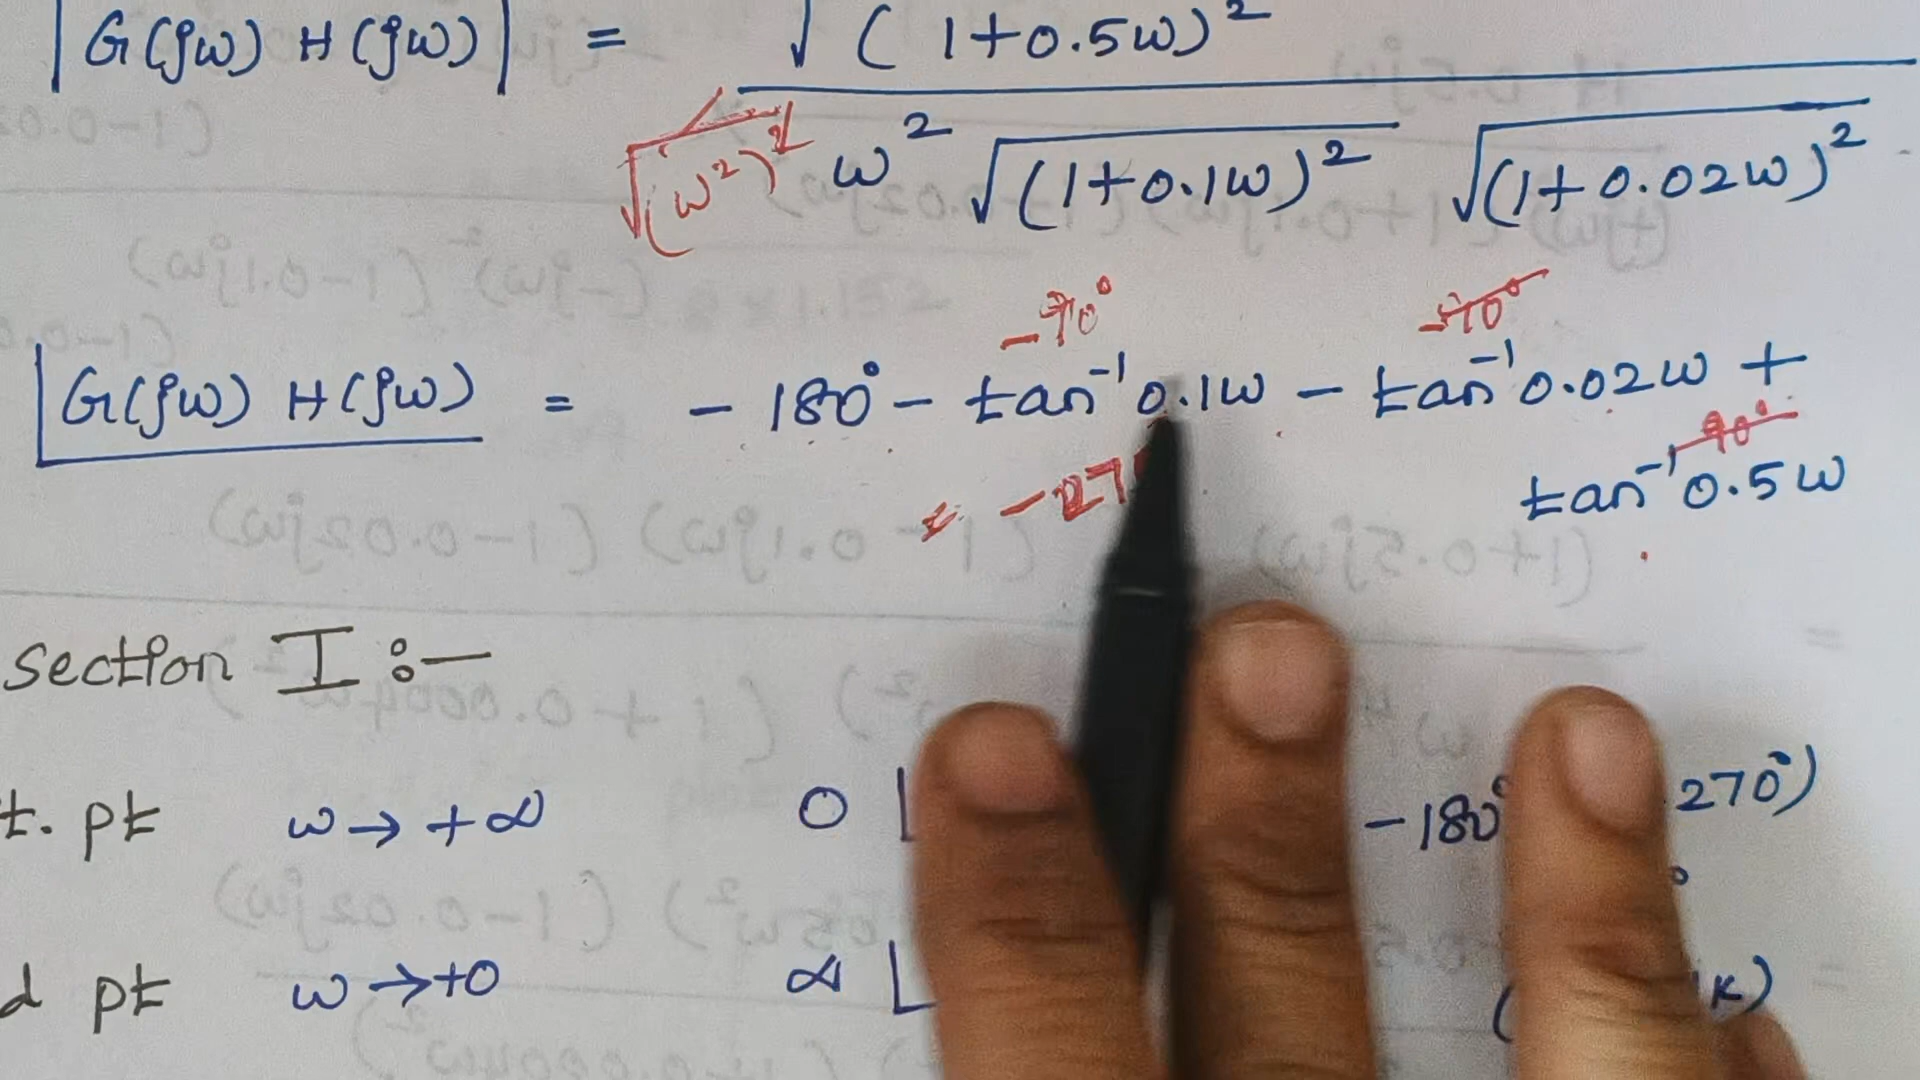 |G(jω) H(jω)| = √(1+0.5ω)²
√(ω²)² ω² √(1+0.1ω)² √(1+0.02ω)²
-90° -90°
∠G(jω) H(jω) = -180° - tan⁻¹ 0.1ω - tan⁻¹ 0.02ω +
90°
= -27 tan⁻¹ 0.5ω
section I :-
t. pt ω → +∞ 0 ∠ -180° 270°)
d pt ω → +0 ∞ ∠